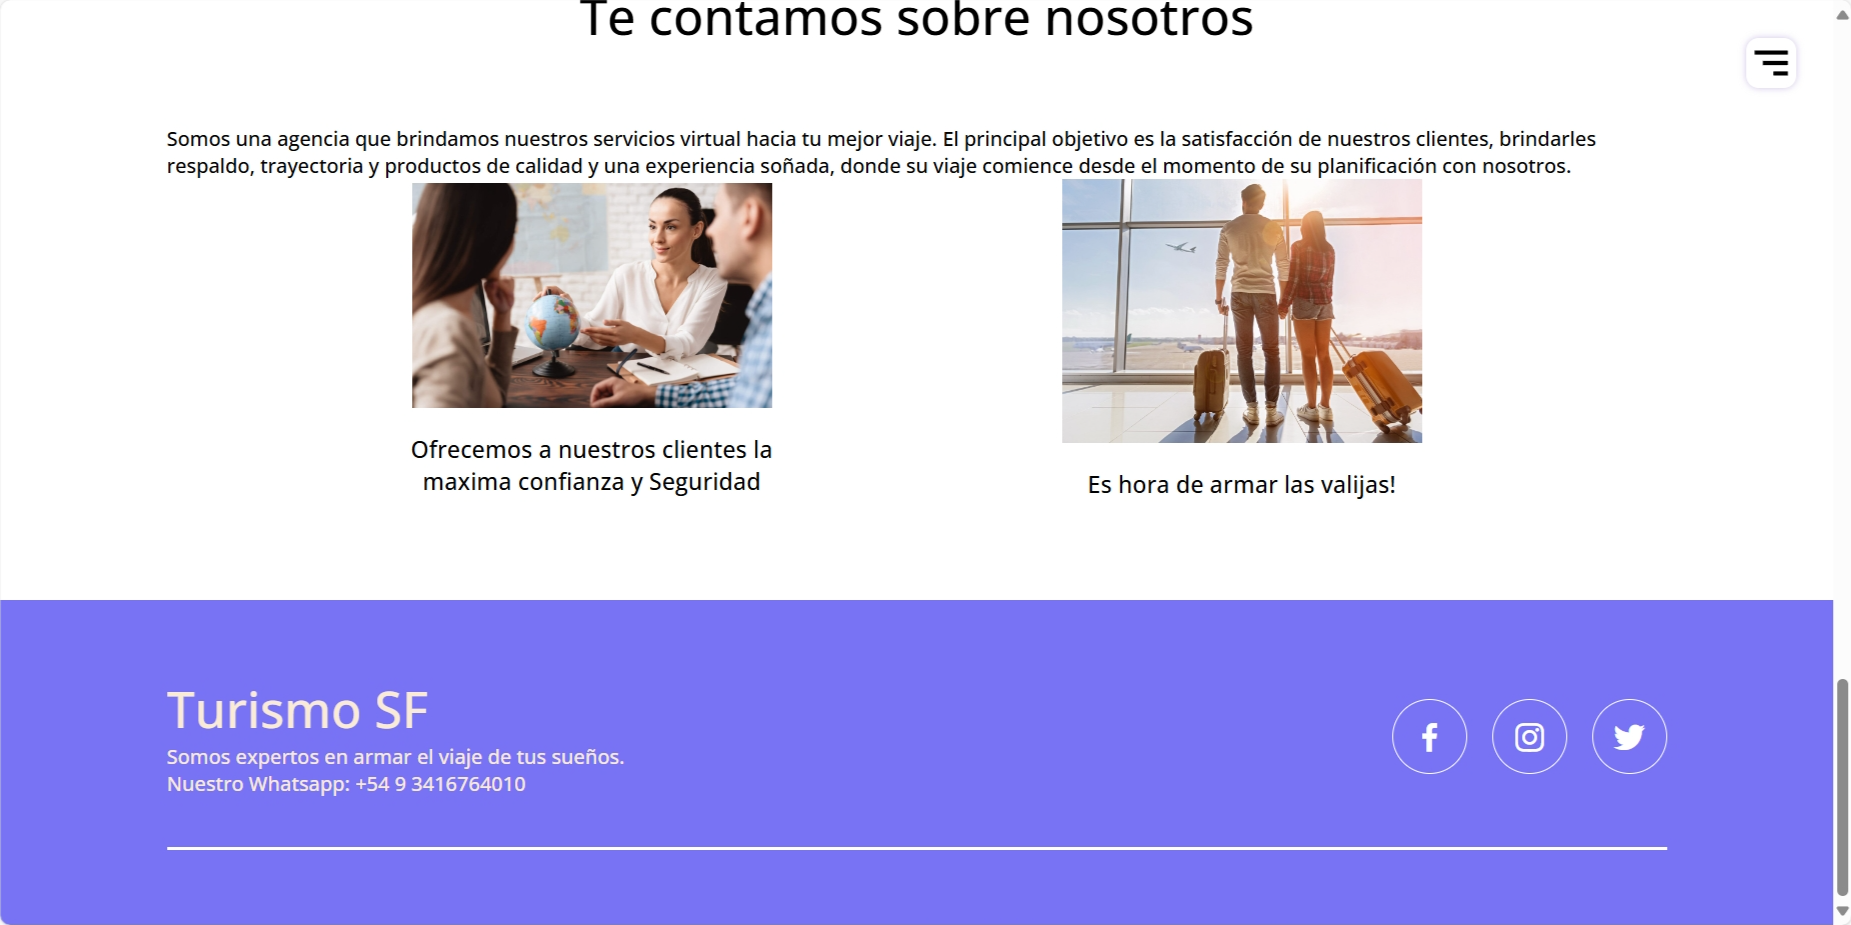 Te contamos sobre nosotros
Somos una agencia que brindamos nuestros servicios virtual hacia tu mejor viaje. El principal objetivo es la satisfacción de nuestros clientes, brindarles
respaldo, trayectoria y productos de calidad y una experiencia soñada, donde su viaje comience desde el momento de su planificación con nosotros.
Ofrecemos a nuestros clientes la
maxima confianza y Seguridad
Es hora de armar las valijas!
Turismo SF
Somos expertos en armar el viaje de tus sueños.
Nuestro Whatsapp: +54 9 3416764010